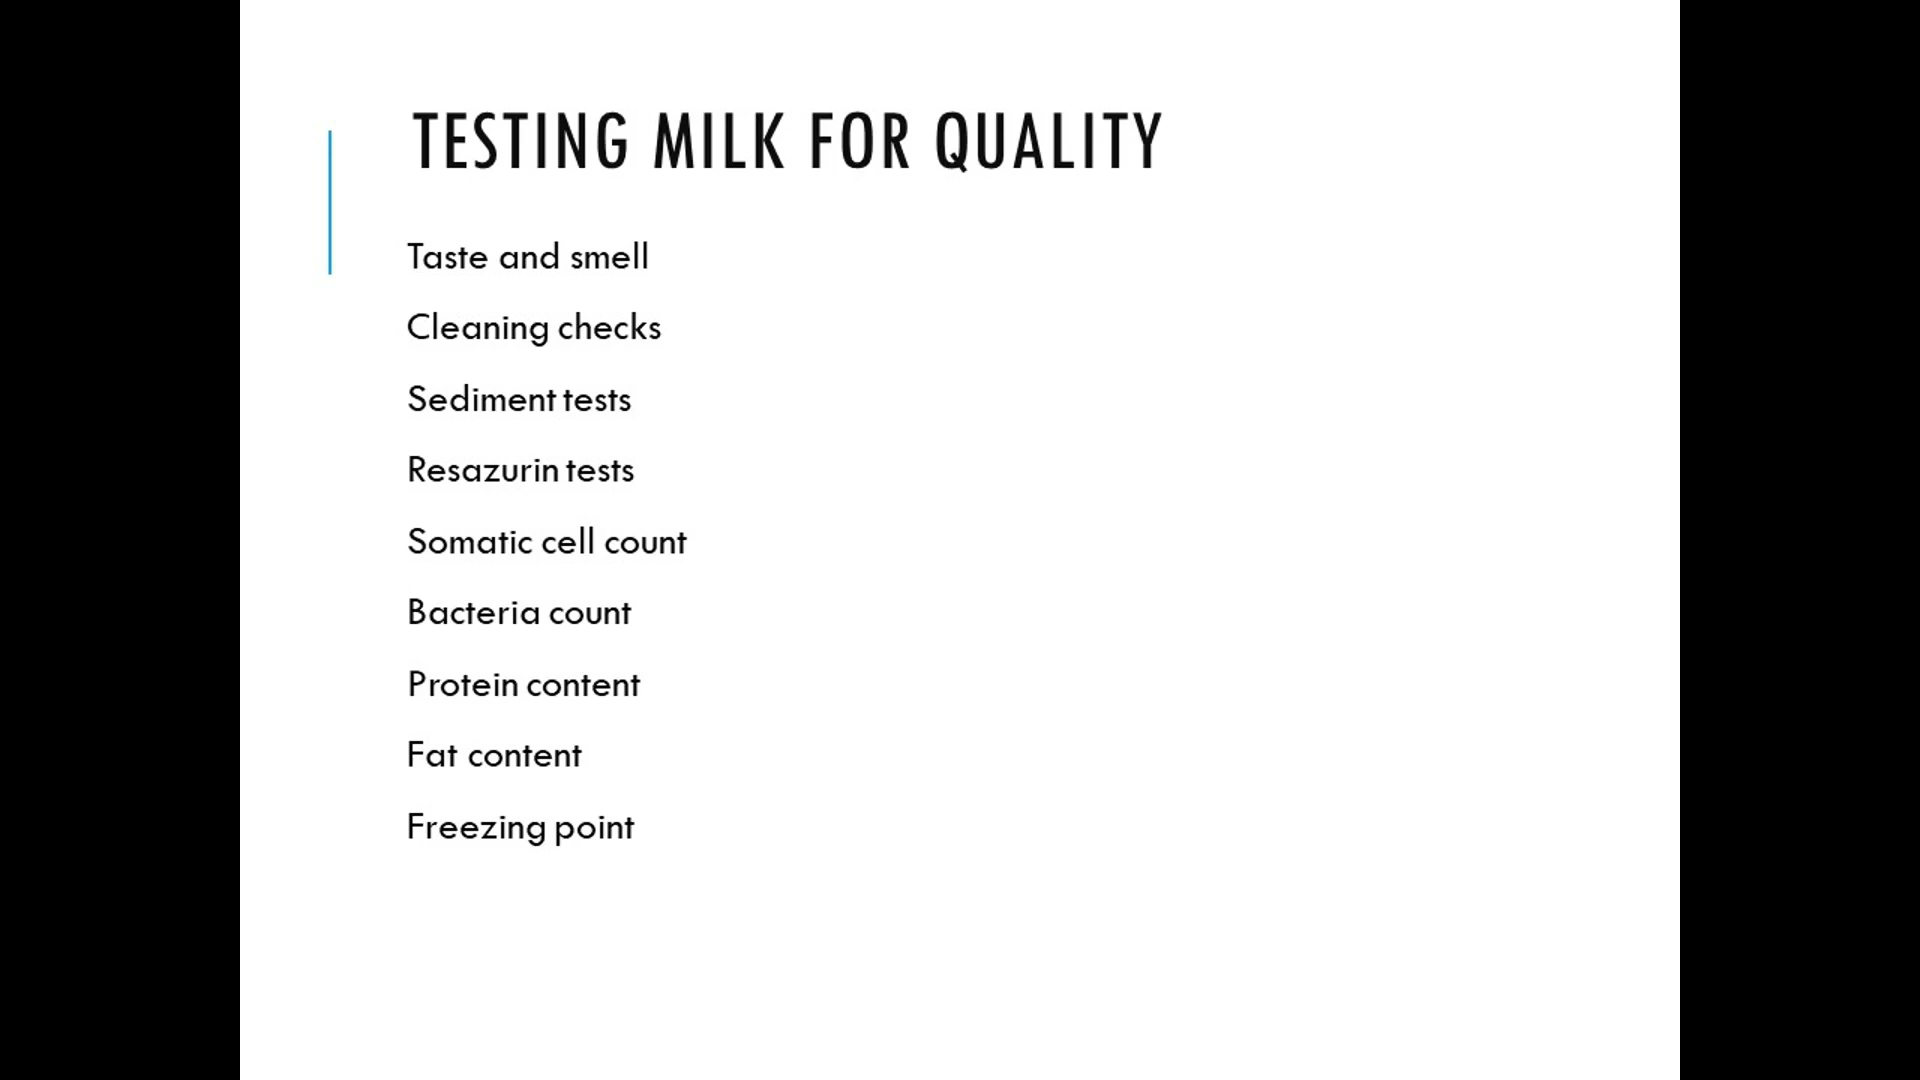 TESTING MILK FOR QUALITY
Taste and smell
Cleaning checks
Sediment tests
Resazurin tests
Somatic cell count
Bacteria count
Protein content
Fat content
Freezing point